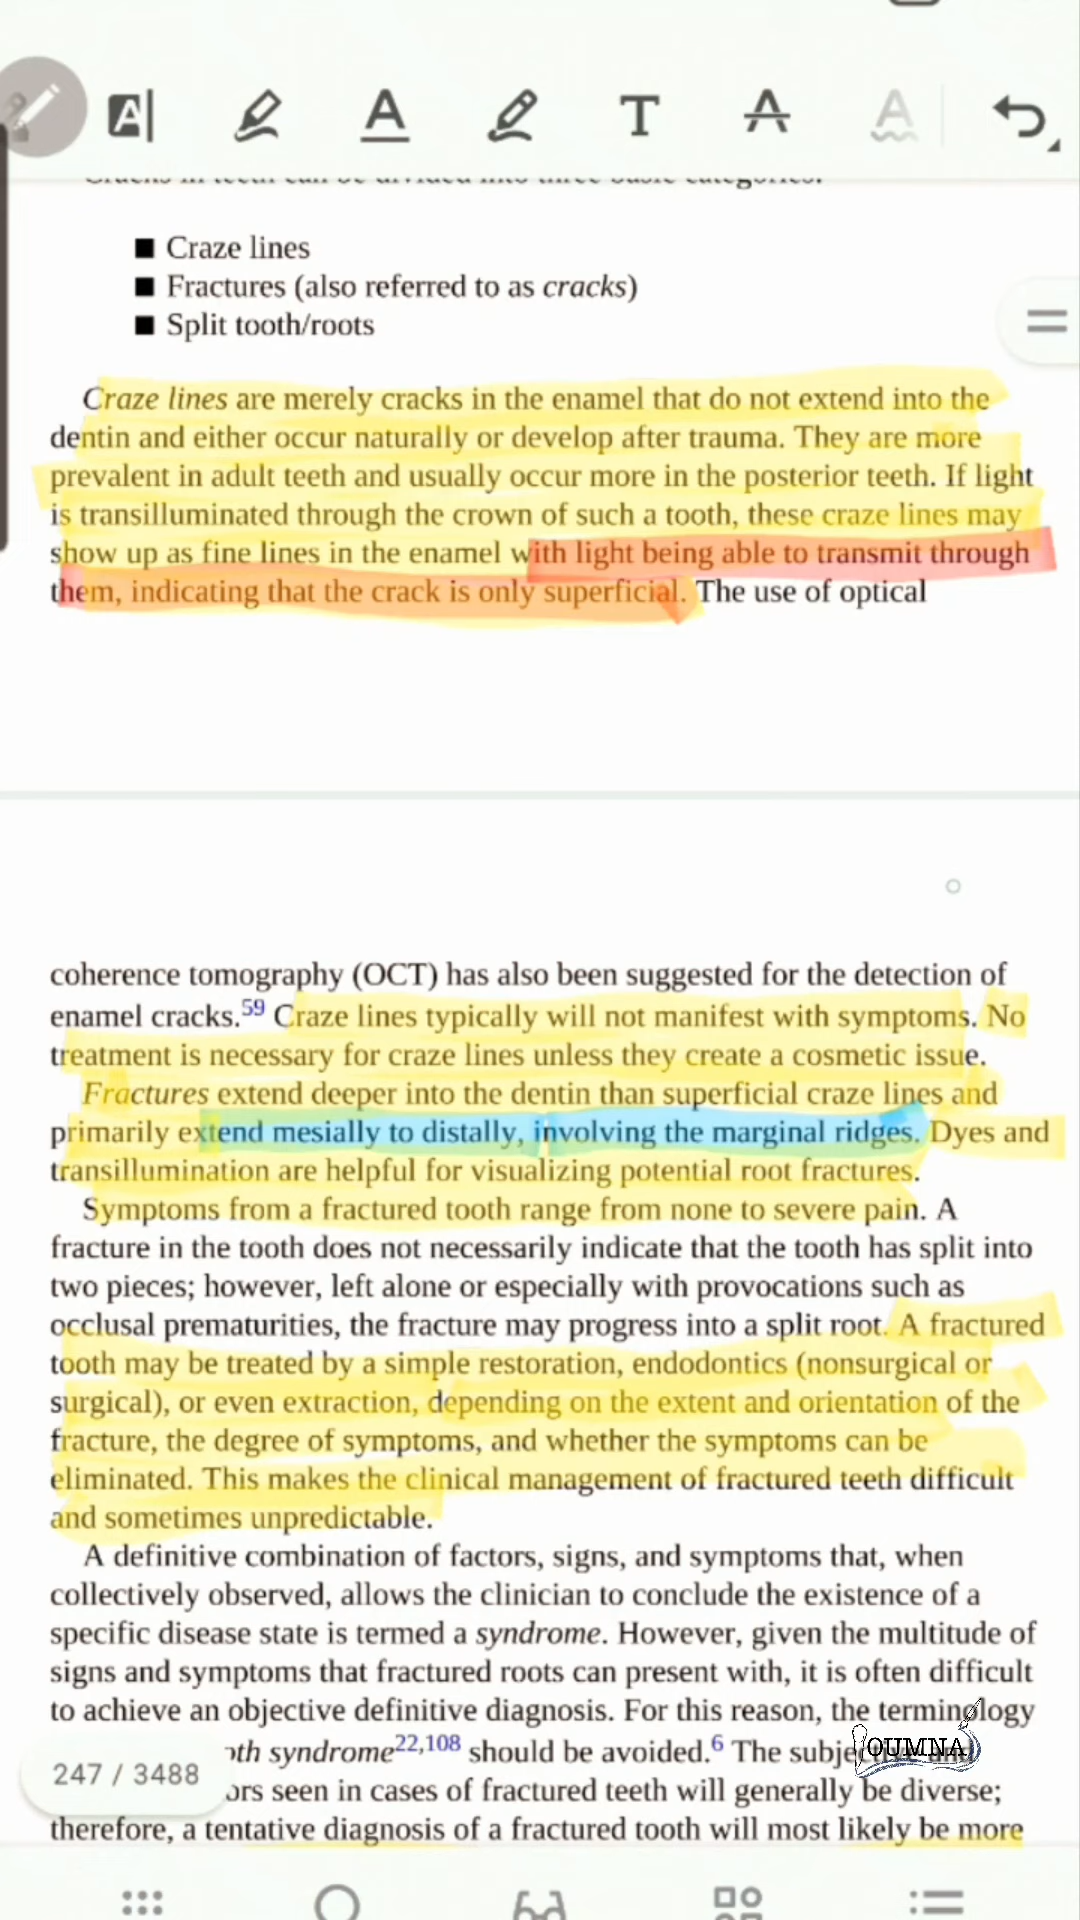 Cracks in teeth can be divided into three basic categories:
■ Craze lines
■ Fractures (also referred to as cracks)
■ Split tooth/roots
Craze lines are merely cracks in the enamel that do not extend into the
dentin and either occur naturally or develop after trauma. They are more
prevalent in adult teeth and usually occur more in the posterior teeth. If light
is transilluminated through the crown of such a tooth, these craze lines may
show up as fine lines in the enamel with light being able to transmit through
them, indicating that the crack is only superficial. The use of optical
coherence tomography (OCT) has also been suggested for the detection of
enamel cracks.59 Craze lines typically will not manifest with symptoms. No
treatment is necessary for craze lines unless they create a cosmetic issue.
Fractures extend deeper into the dentin than superficial craze lines and
primarily extend mesially to distally, involving the marginal ridges. Dyes and
transillumination are helpful for visualizing potential root fractures.
Symptoms from a fractured tooth range from none to severe pain. A
fracture in the tooth does not necessarily indicate that the tooth has split into
two pieces; however, left alone or especially with provocations such as
occlusal prematurities, the fracture may progress into a split root. A fractured
tooth may be treated by a simple restoration, endodontics (nonsurgical or
surgical), or even extraction, depending on the extent and orientation of the
fracture, the degree of symptoms, and whether the symptoms can be
eliminated. This makes the clinical management of fractured teeth difficult
and sometimes unpredictable.
A definitive combination of factors, signs, and symptoms that, when
collectively observed, allows the clinician to conclude the existence of a
specific disease state is termed a syndrome. However, given the multitude of
signs and symptoms that fractured roots can present with, it is often difficult
to achieve an objective definitive diagnosis. For this reason, the terminology
oth syndrome22,108 should be avoided.6 The subjective and
OUMNA
247 / 3488
ors seen in cases of fractured teeth will generally be diverse;
therefore, a tentative diagnosis of a fractured tooth will most likely be more